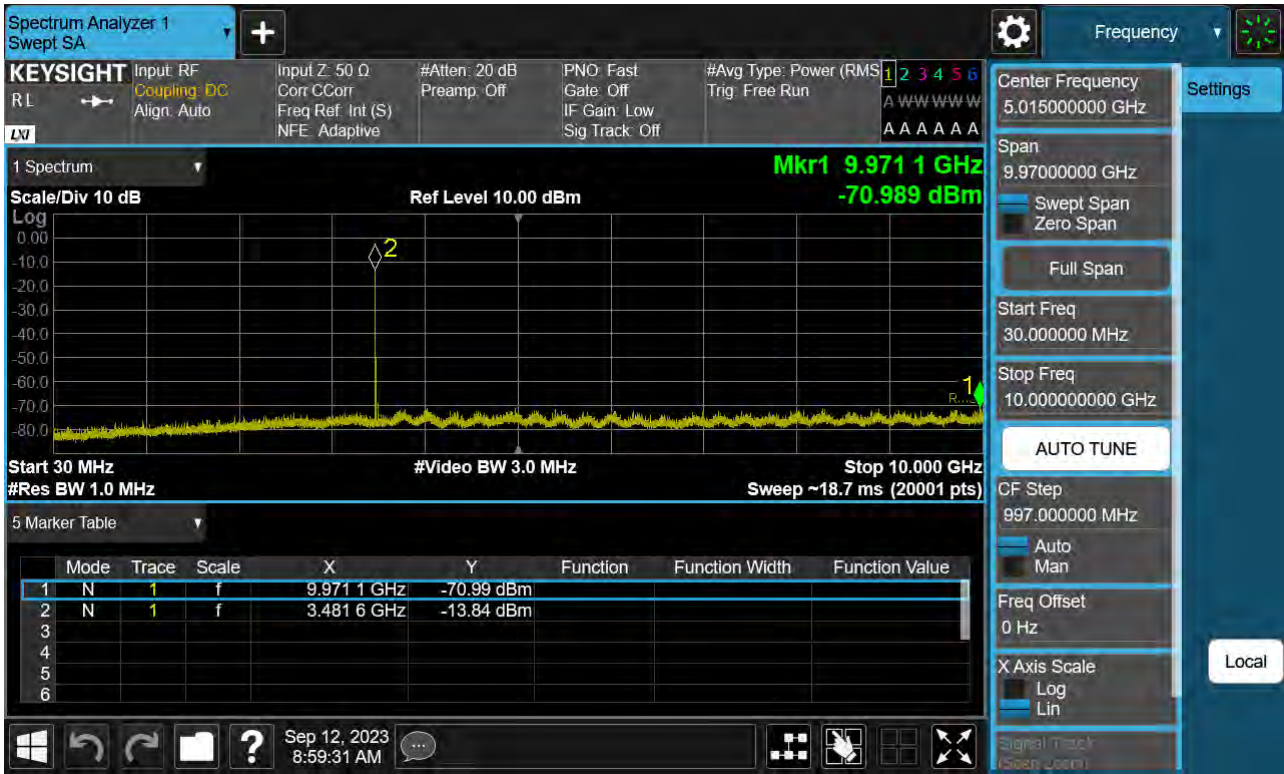 Spectrum Analyzer 1
Swept SA
+
Frequency
KEYSIGHT
RL
LXI
Input: RF
Coupling: DC
Align: Auto
Input Z: 50 Ω
Corr CCorr
Freq Ref: Int (S)
NFE: Adaptive
#Atten: 20 dB
Preamp: Off
PNO: Fast
Gate: Off
IF Gain: Low
Sig Track: Off
#Avg Type: Power (RMS
Trig: Free Run
1 2 3 4 5 6
A W W W W W
A A A A A A
1 Spectrum
Mkr1 9.971 1 GHz
-70.989 dBm
Scale/Div 10 dB
Ref Level 10.00 dBm
Log
0.00
-10.0
-20.0
-30.0
-40.0
-50.0
-60.0
-70.0
-80.0
2
1
Start 30 MHz
#Video BW 3.0 MHz
Stop 10.000 GHz
#Res BW 1.0 MHz
Sweep ~18.7 ms (20001 pts)
5 Marker Table
Mode Trace Scale X Y Function Function Width Function Value
1 N 1 f 9.971 1 GHz -70.99 dBm
2 N 1 f 3.481 6 GHz -13.84 dBm
3
4
5
6
Sep 12, 2023
8:59:31 AM
Center Frequency
5.015000000 GHz
Settings
Span
9.97000000 GHz
Swept Span
Zero Span
Full Span
Start Freq
30.000000 MHz
Stop Freq
10.000000000 GHz
AUTO TUNE
CF Step
997.000000 MHz
Auto
Man
Freq Offset
0 Hz
X Axis Scale
Log
Lin
Local
Signal Track
(Span Zoom)